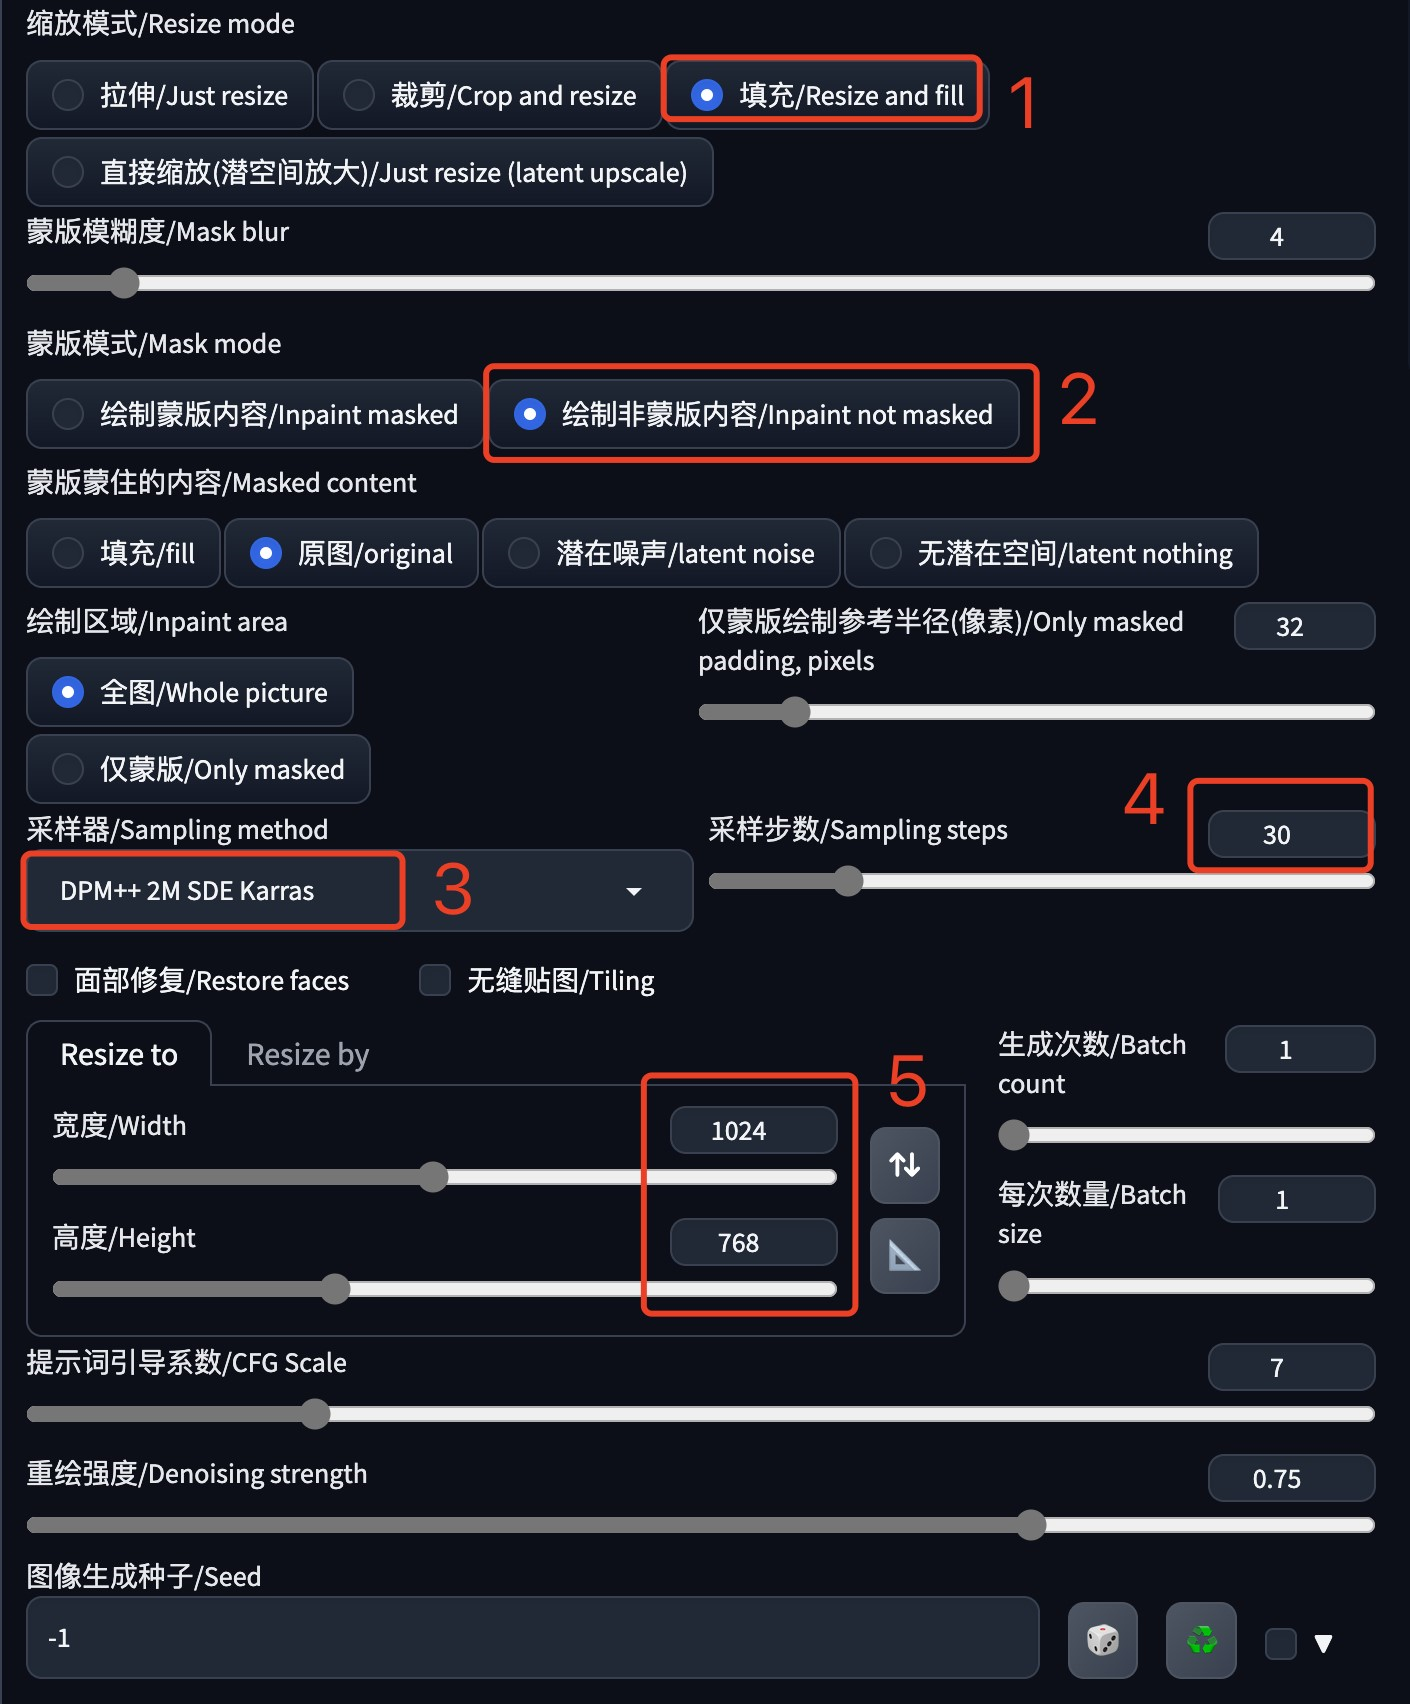 缩放模式/Resize mode
拉伸/Just resize
裁剪/Crop and resize
填充/Resize and fill
1
直接缩放(潜空间放大)/Just resize (latent upscale)
蒙版模糊度/Mask blur
4
蒙版模式/Mask mode
绘制蒙版内容/Inpaint masked
绘制非蒙版内容/Inpaint not masked
2
蒙版蒙住的内容/Masked content
填充/fill
原图/original
潜在噪声/latent noise
无潜在空间/latent nothing
绘制区域/Inpaint area
全图/Whole picture
仅蒙版/Only masked
仅蒙版绘制参考半径(像素)/Only masked
padding, pixels
32
采样器/Sampling method
DPM++ 2M SDE Karras
3
采样步数/Sampling steps
4
30
面部修复/Restore faces
无缝贴图/Tiling
Resize to
Resize by
5
宽度/Width
1024
高度/Height
768
生成次数/Batch
count
1
每次数量/Batch
size
1
提示词引导系数/CFG Scale
7
重绘强度/Denoising strength
0.75
图像生成种子/Seed
-1